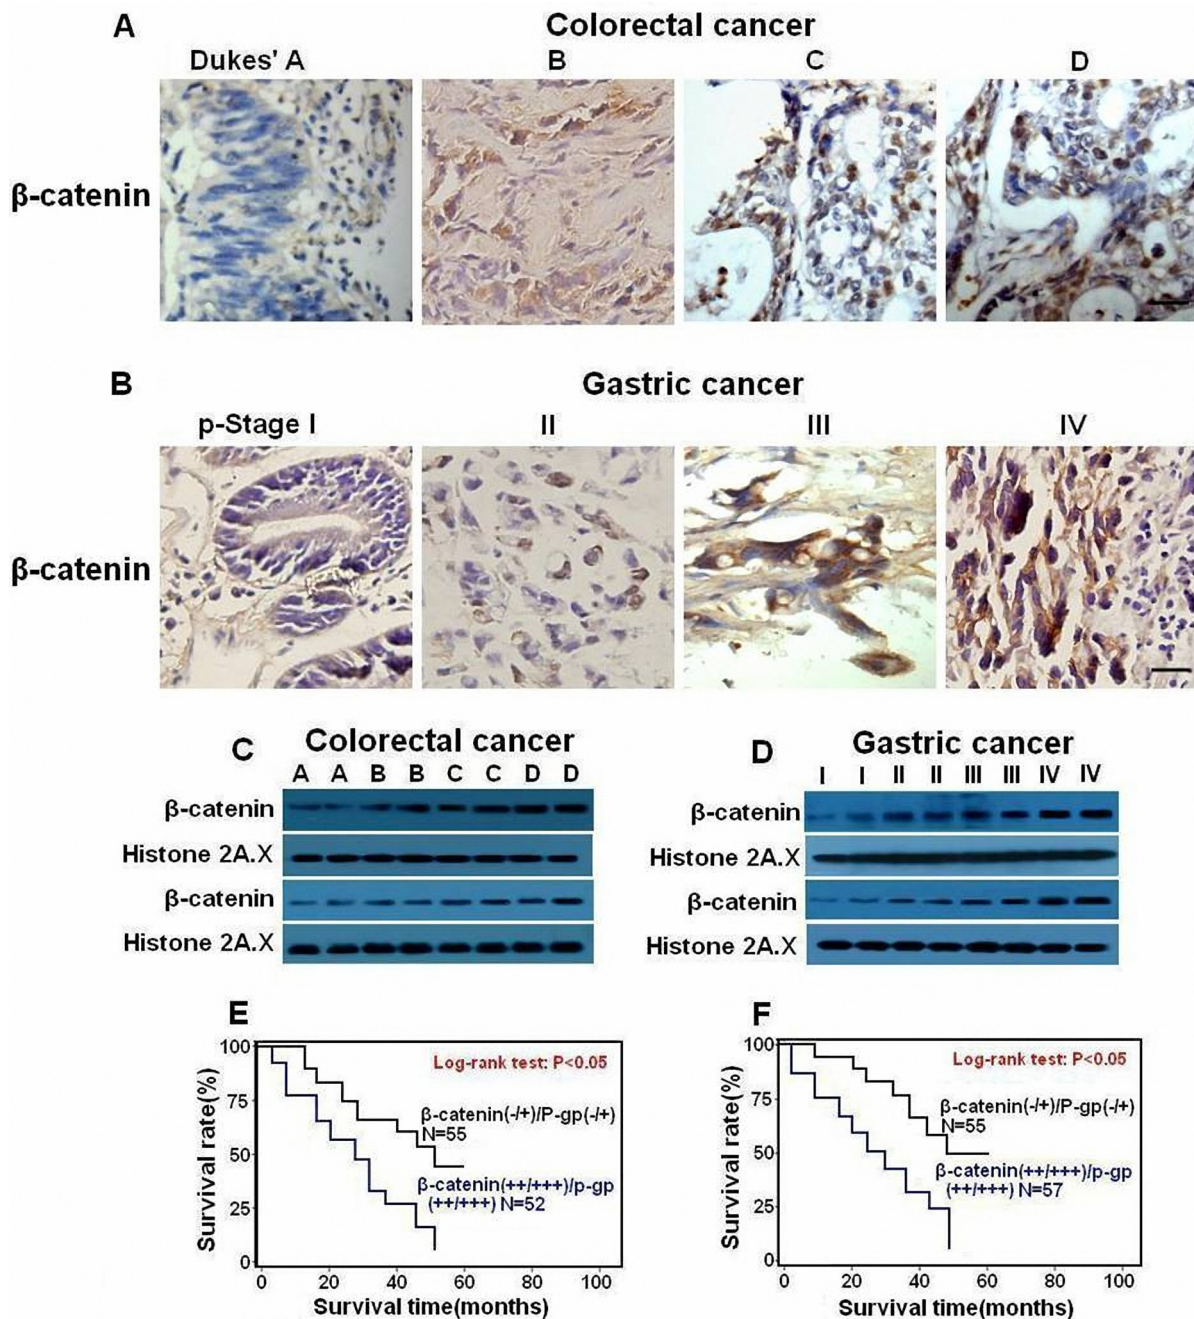 A Colorectal cancer
Dukes' A B C D
β-catenin
B Gastric cancer
p-Stage I II III IV
β-catenin
C Colorectal cancer
A A B B C C D D
β-catenin
Histone 2A.X
β-catenin
Histone 2A.X
D Gastric cancer
I I II II III III IV IV
β-catenin
Histone 2A.X
β-catenin
Histone 2A.X
E
Survival rate(%)
100
75
50
25
0
Log-rank test: P<0.05
β-catenin(-/+)/P-gp(-/+)
N=55
β-catenin(++/+++)/p-gp
(++/+++) N=52
0 20 40 60 80 100
Survival time(months)
F
Survival rate(%)
100
75
50
25
0
Log-rank test: P<0.05
β-catenin(-/+)/P-gp(-/+)
N=55
β-catenin(++/+++)/p-gp
(++/+++) N=57
0 20 40 60 80 100
Survival time(months)